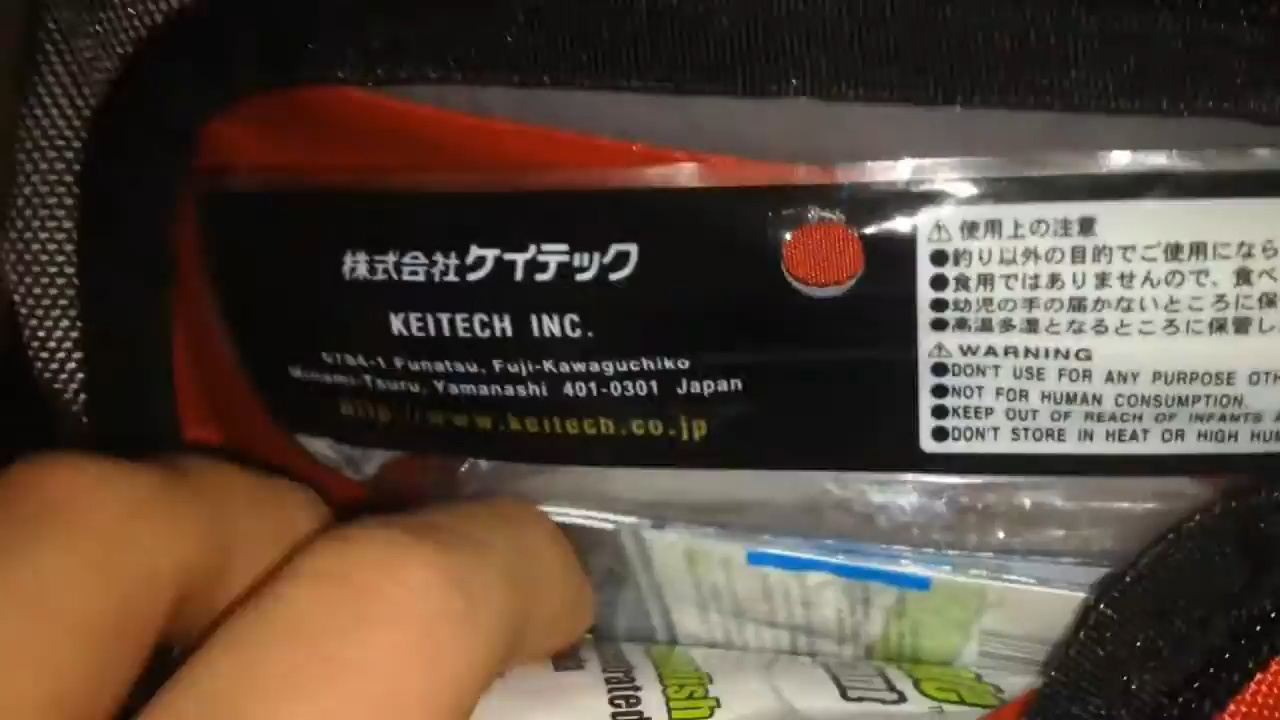 株式会社ケイテック
KEITECH INC.
6784-1 Funatsu, Fuji-Kawaguchiko
Minami-Tsuru, Yamanashi 401-0301 Japan
http://www.keitech.co.jp
⚠使用上の注意
●釣り以外の目的でご使用になら
●食用ではありませんので、食べ
●幼児の手の届かないところに保
●高温多湿となるところに保管し
⚠WARNING
●DON'T USE FOR ANY PURPOSE OTH
●NOT FOR HUMAN CONSUMPTION.
●KEEP OUT OF REACH OF INFANTS A
●DON'T STORE IN HEAT OR HIGH HUM